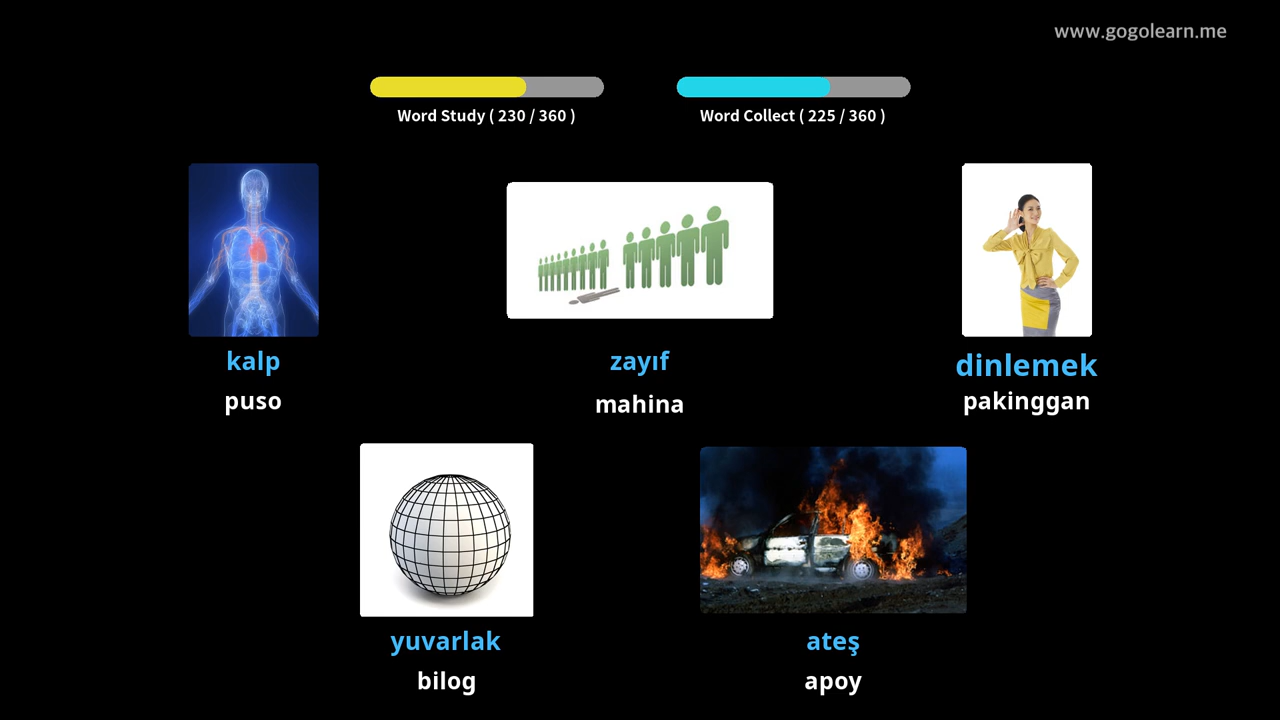 www.gogolearn.me
Word Study ( 230 / 360 )
Word Collect ( 225 / 360 )
kalp
puso
zayıf
mahina
dinlemek
pakinggan
yuvarlak
bilog
ateş
apoy